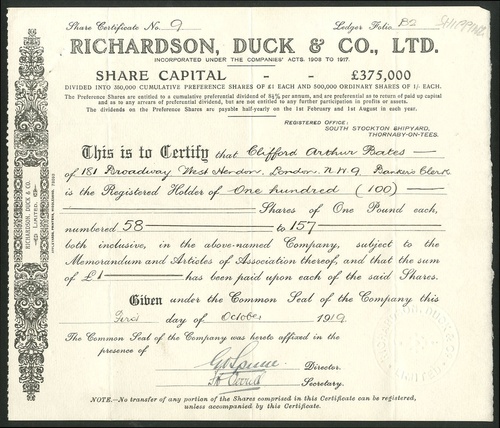 Share Certificate No. 9 Ledger Folio B2 SHIPPING
RICHARDSON, DUCK & CO., LTD.
INCORPORATED UNDER THE COMPANIES' ACTS, 1908 TO 1917.
SHARE CAPITAL - - £375,000
DIVIDED INTO 350,000 CUMULATIVE PREFERENCE SHARES OF £1 EACH AND 500,000 ORDINARY SHARES OF 1/- EACH.
The Preference Shares are entitled to a cumulative preferential dividend of 8½% per annum, and are preferential as to return of paid up capital
and as to any arrears of preferential dividend, but are not entitled to any further participation in profits or assets.
The dividends on the Preference Shares are payable half-yearly on the 1st February and 1st August in each year.
REGISTERED OFFICE:
SOUTH STOCKTON SHIPYARD,
THORNABY-ON-TEES.
This is to Certify that Clifford Arthur Bates
of 181 Broadway West Hendon, London. N.W.9 Banker's Clerk
is the Registered Holder of One hundred (100)
Shares of One Pound each,
numbered 58 to 157
both inclusive, in the above-named Company, subject to the
Memorandum and Articles of Association thereof, and that the sum
of £1 has been paid upon each of the said Shares.
Given under the Common Seal of the Company this
First day of October 1919.
The Common Seal of the Company was hereto affixed in the
presence of
Director.
Secretary.
NOTE.—No transfer of any portion of the Shares comprised in this Certificate can be registered,
unless accompanied by this Certificate.
RICHARDSON, DUCK &
CO LIMITED.